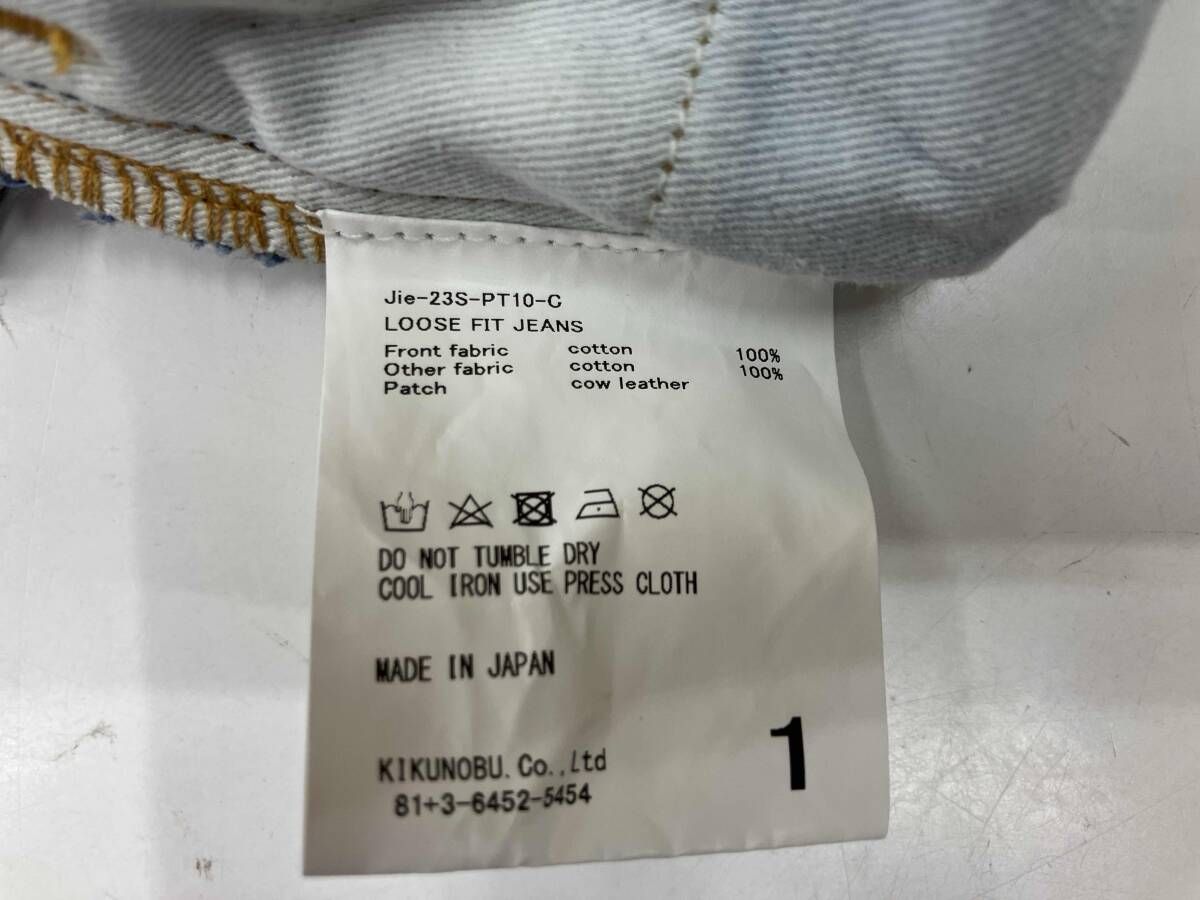 Jie-23S-PT10-C
LOOSE FIT JEANS
Front fabric cotton 100%
Other fabric cotton 100%
Patch cow leather
DO NOT TUMBLE DRY
COOL IRON USE PRESS CLOTH
MADE IN JAPAN
1
KIKUNOBU. Co.,Ltd
81+3-6452-5454